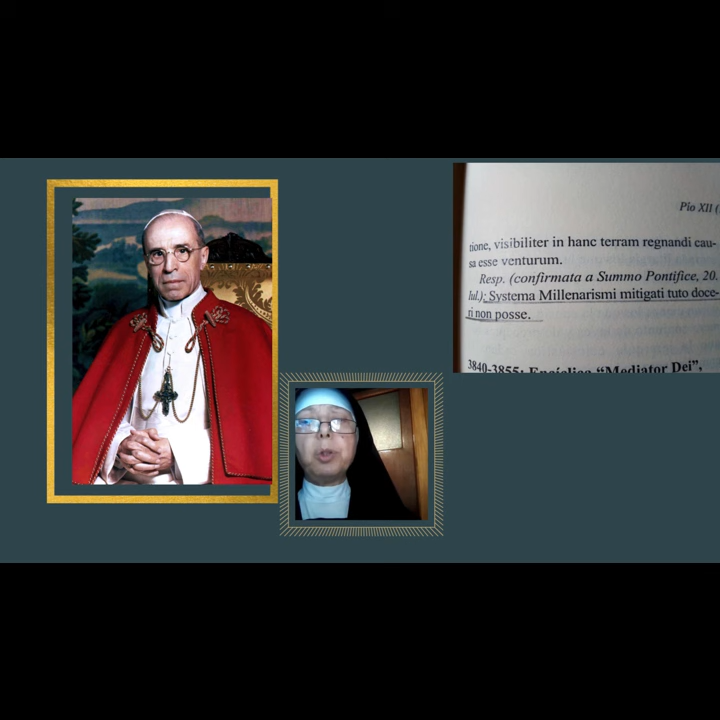 Pío XII (
tione, visibiliter in hanc terram regnandi cau-
sa esse venturum.
Resp. (confirmata a Summo Pontifice, 20.
Iul.): Systema Millenarismi mitigati tuto doce-
ri non posse.
3840-3855: Encíclica “Mediator Dei”,